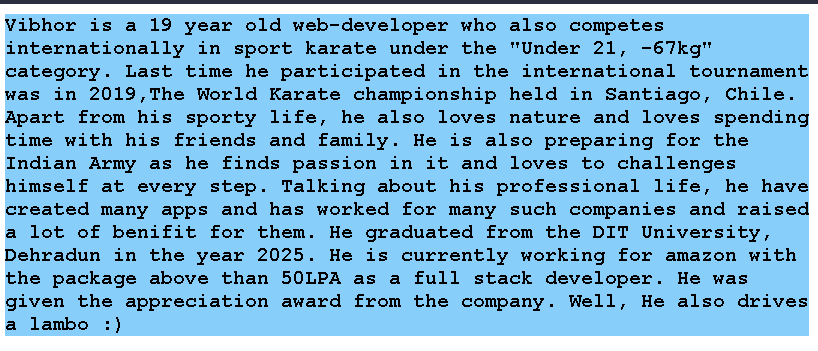 Vibhor is a 19 year old web-developer who also competes
internationally in sport karate under the "Under 21, -67kg"
category. Last time he participated in the international tournament
was in 2019,The World Karate championship held in Santiago, Chile.
Apart from his sporty life, he also loves nature and loves spending
time with his friends and family. He is also preparing for the
Indian Army as he finds passion in it and loves to challenges
himself at every step. Talking about his professional life, he have
created many apps and has worked for many such companies and raised
a lot of benifit for them. He graduated from the DIT University,
Dehradun in the year 2025. He is currently working for amazon with
the package above than 50LPA as a full stack developer. He was
given the appreciation award from the company. Well, He also drives
a lambo :)